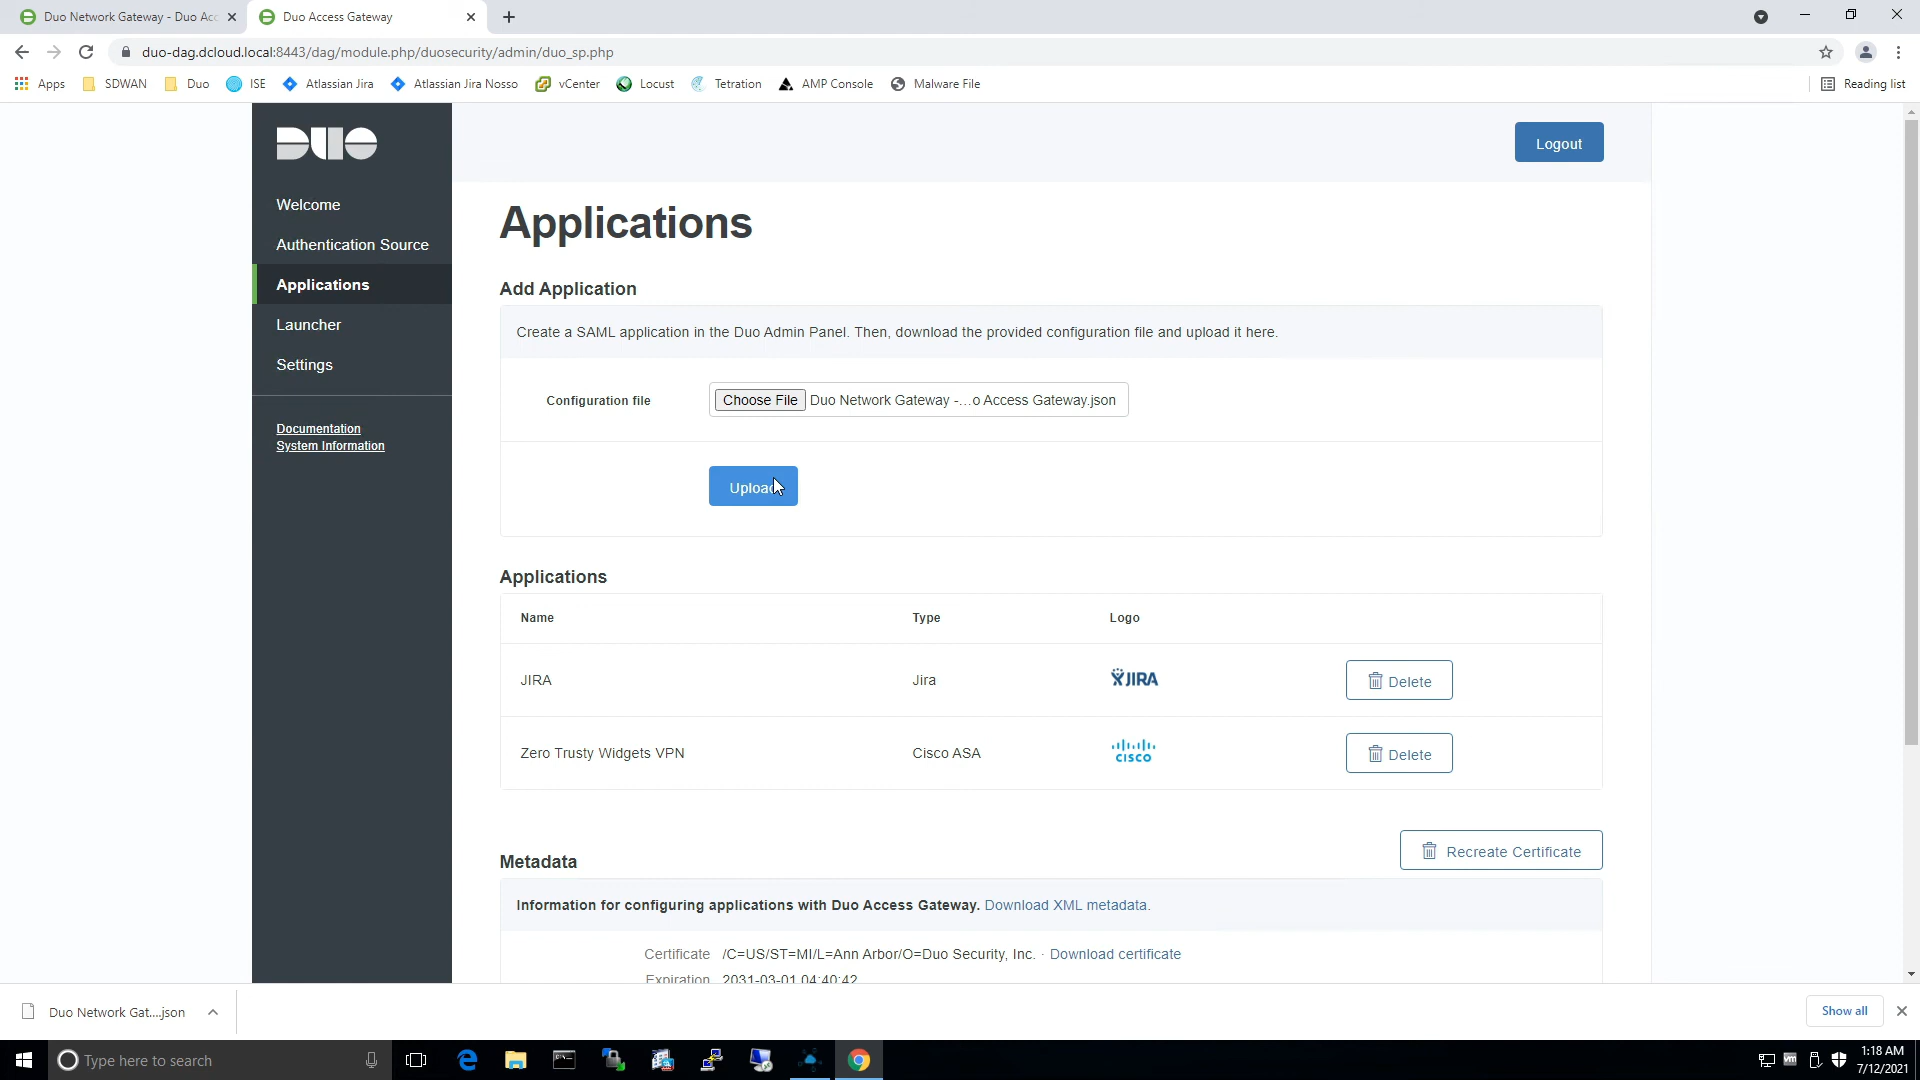 Duo Network Gateway - Duo Acc
Duo Access Gateway
duo-dag.dcloud.local:8443/dag/module.php/duosecurity/admin/duo_sp.php
Apps
SDWAN
Duo
ISE
Atlassian Jira
Atlassian Jira Nosso
vCenter
Locust
Tetration
AMP Console
Malware File
Reading list
DUO
Logout
Welcome
Authentication Source
Applications
Launcher
Settings
Documentation
System Information
Applications
Add Application
Create a SAML application in the Duo Admin Panel. Then, download the provided configuration file and upload it here.
Configuration file
Choose File Duo Network Gateway -...o Access Gateway.json
Upload
Applications
Name Type Logo
JIRA Jira JIRA Delete
Zero Trusty Widgets VPN Cisco ASA CISCO Delete
Recreate Certificate
Metadata
Information for configuring applications with Duo Access Gateway. Download XML metadata.
Certificate /C=US/ST=MI/L=Ann Arbor/O=Duo Security, Inc. · Download certificate
Expiration 2031-03-01 04:40:42
Duo Network Gat....json
Show all
Type here to search
vm
1:18 AM
7/12/2021